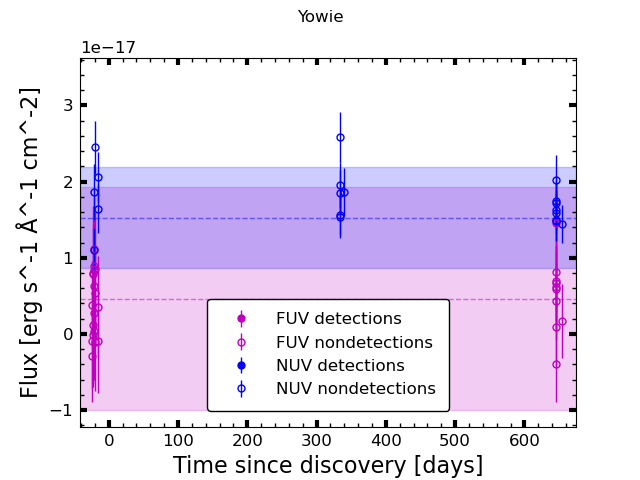 Yowie
1e−17
Flux [erg s^-1 Å^-1 cm^-2]
3
2
1
0
−1
FUV detections
FUV nondetections
NUV detections
NUV nondetections
0 100 200 300 400 500 600
Time since discovery [days]